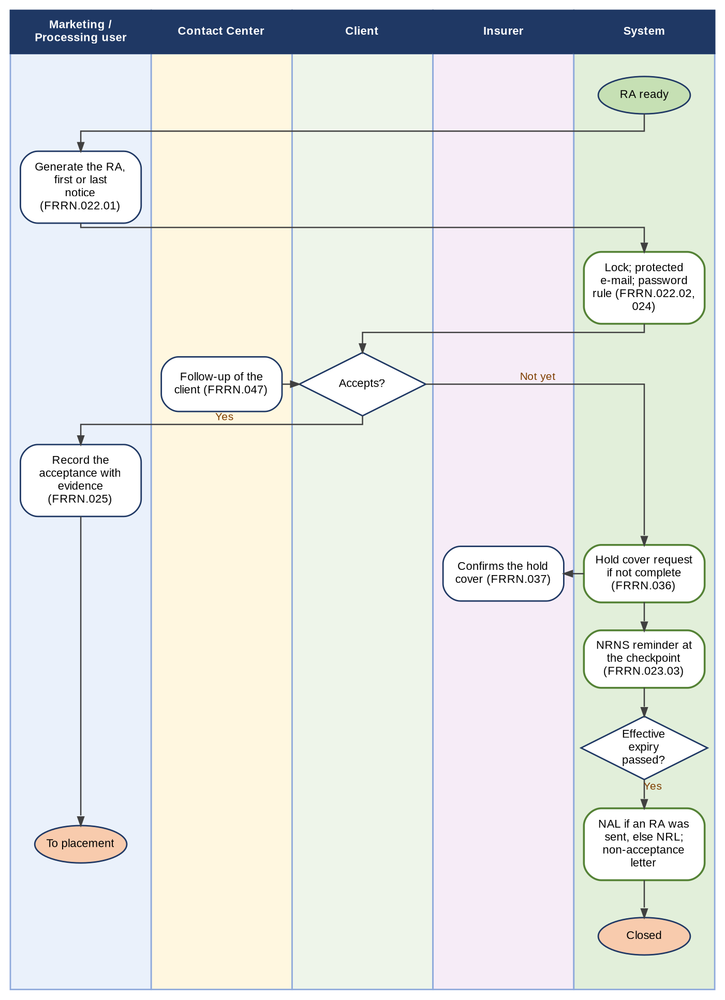 Marketing /
Processing user
Contact Center
Client
Insurer
System
RA ready
Generate the RA,
first or last
notice
(FRRN.022.01)
Lock; protected
e-mail; password
rule (FRRN.022.02,
024)
Follow-up of the
client (FRRN.047)
Accepts?
Not yet
Yes
Record the
acceptance with
evidence
(FRRN.025)
Confirms the hold
cover (FRRN.037)
Hold cover request
if not complete
(FRRN.036)
NRNS reminder at
the checkpoint
(FRRN.023.03)
Effective
expiry
passed?
Yes
NAL if an RA was
sent, else NRL;
non-acceptance
letter
To placement
Closed